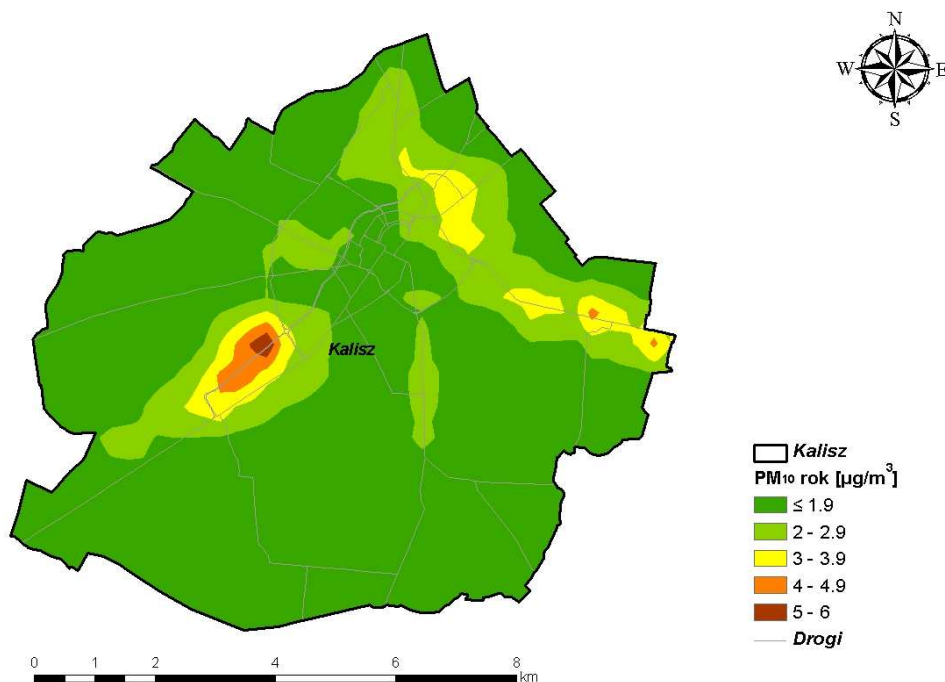 N
W E
S
Kalisz
Kalisz
PM10 rok [µg/m³]
≤ 1.9
2 - 2.9
3 - 3.9
4 - 4.9
5 - 6
Drogi
0 1 2 4 6 8
km